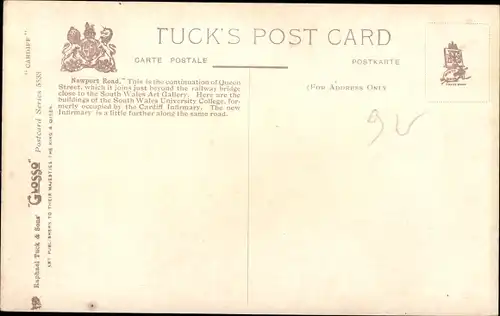 TUCK'S POST CARD
CARTE POSTALE
POSTKARTE
(FOR ADDRESS ONLY
Newport Road." This is the continuation of Queen
Street, which it joins just beyond the railway bridge
close to the South Wales Art Gallery. Here are the
buildings of the South Wales University College, for-
merly occupied by the Cardiff Infirmary. The new
Infirmary is a little further along the same road.
"CARDIFF"
Raphael Tuck & Sons' "GLOSSO" Postcard Series 5338
ART PUBLISHERS TO THEIR MAJESTIES THE KING & QUEEN.